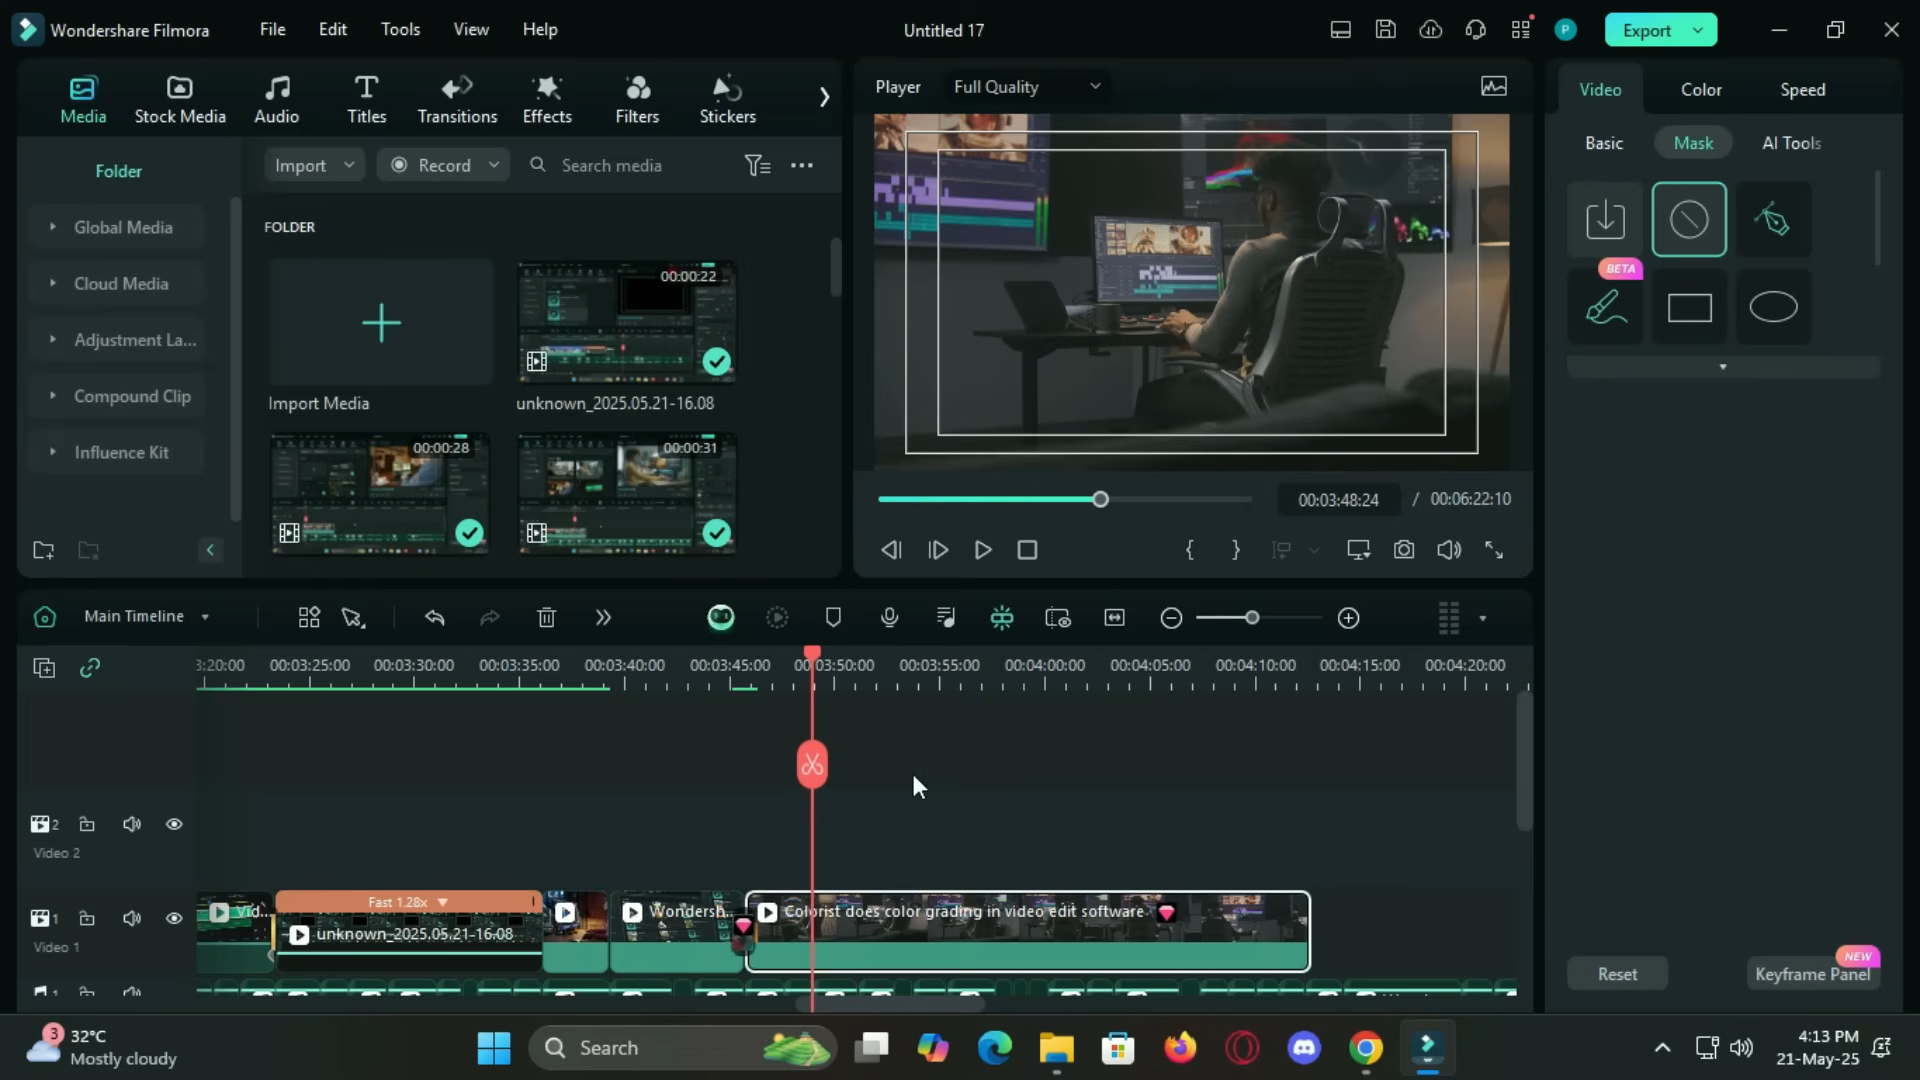 Wondershare Filmora
File
Edit
Tools
View
Help
Untitled 17
P
Export
Media
Stock Media
Audio
Titles
Transitions
Effects
Filters
Stickers
Player
Full Quality
Video
Color
Speed
Folder
Import
Record
Search media
Basic
Mask
AI Tools
Global Media
FOLDER
Cloud Media
00:00:22
BETA
Adjustment La...
Compound Clip
Import Media
unknown_2025.05.21-16.08
Influence Kit
00:00:28
00:00:31
00:03:48:24 / 00:06:22:10
Main Timeline
3:20:00
00:03:25:00
00:03:30:00
00:03:35:00
00:03:40:00
00:03:45:00
00:03:50:00
00:03:55:00
00:04:00:00
00:04:05:00
00:04:10:00
00:04:15:00
00:04:20:00
2
Video 2
Fast 1.28x
1
Vid...
Wondersh...
Colorist does color grading in video edit software
unknown_2025.05.21-16.08
Video 1
1
NEW
Reset
Keyframe Panel
3
32°C
Mostly cloudy
Search
4:13 PM
21-May-25